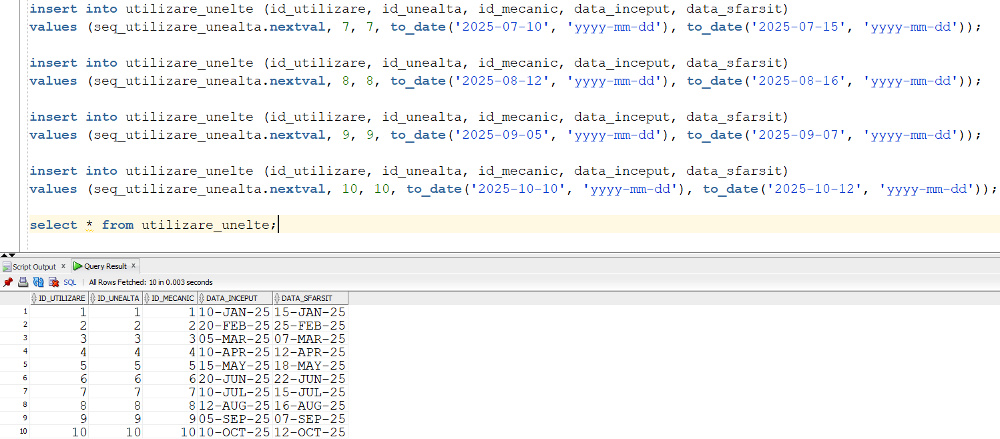 insert into utilizare_unelte (id_utilizare, id_unealta, id_mecanic, data_inceput, data_sfarsit)
values (seq_utilizare_unealta.nextval, 7, 7, to_date('2025-07-10', 'yyyy-mm-dd'), to_date('2025-07-15', 'yyyy-mm-dd'));
insert into utilizare_unelte (id_utilizare, id_unealta, id_mecanic, data_inceput, data_sfarsit)
values (seq_utilizare_unealta.nextval, 8, 8, to_date('2025-08-12', 'yyyy-mm-dd'), to_date('2025-08-16', 'yyyy-mm-dd'));
insert into utilizare_unelte (id_utilizare, id_unealta, id_mecanic, data_inceput, data_sfarsit)
values (seq_utilizare_unealta.nextval, 9, 9, to_date('2025-09-05', 'yyyy-mm-dd'), to_date('2025-09-07', 'yyyy-mm-dd'));
insert into utilizare_unelte (id_utilizare, id_unealta, id_mecanic, data_inceput, data_sfarsit)
values (seq_utilizare_unealta.nextval, 10, 10, to_date('2025-10-10', 'yyyy-mm-dd'), to_date('2025-10-12', 'yyyy-mm-dd'));
select * from utilizare_unelte;
Script Output x Query Result x
SQL | All Rows Fetched: 10 in 0.003 seconds
ID_UTILIZARE ID_UNEALTA ID_MECANIC DATA_INCEPUT DATA_SFARSIT
1 1 1 1 10-JAN-25 15-JAN-25
2 2 2 2 20-FEB-25 25-FEB-25
3 3 3 3 05-MAR-25 07-MAR-25
4 4 4 4 10-APR-25 12-APR-25
5 5 5 5 15-MAY-25 18-MAY-25
6 6 6 6 20-JUN-25 22-JUN-25
7 7 7 7 10-JUL-25 15-JUL-25
8 8 8 8 12-AUG-25 16-AUG-25
9 9 9 9 05-SEP-25 07-SEP-25
10 10 10 10 10-OCT-25 12-OCT-25